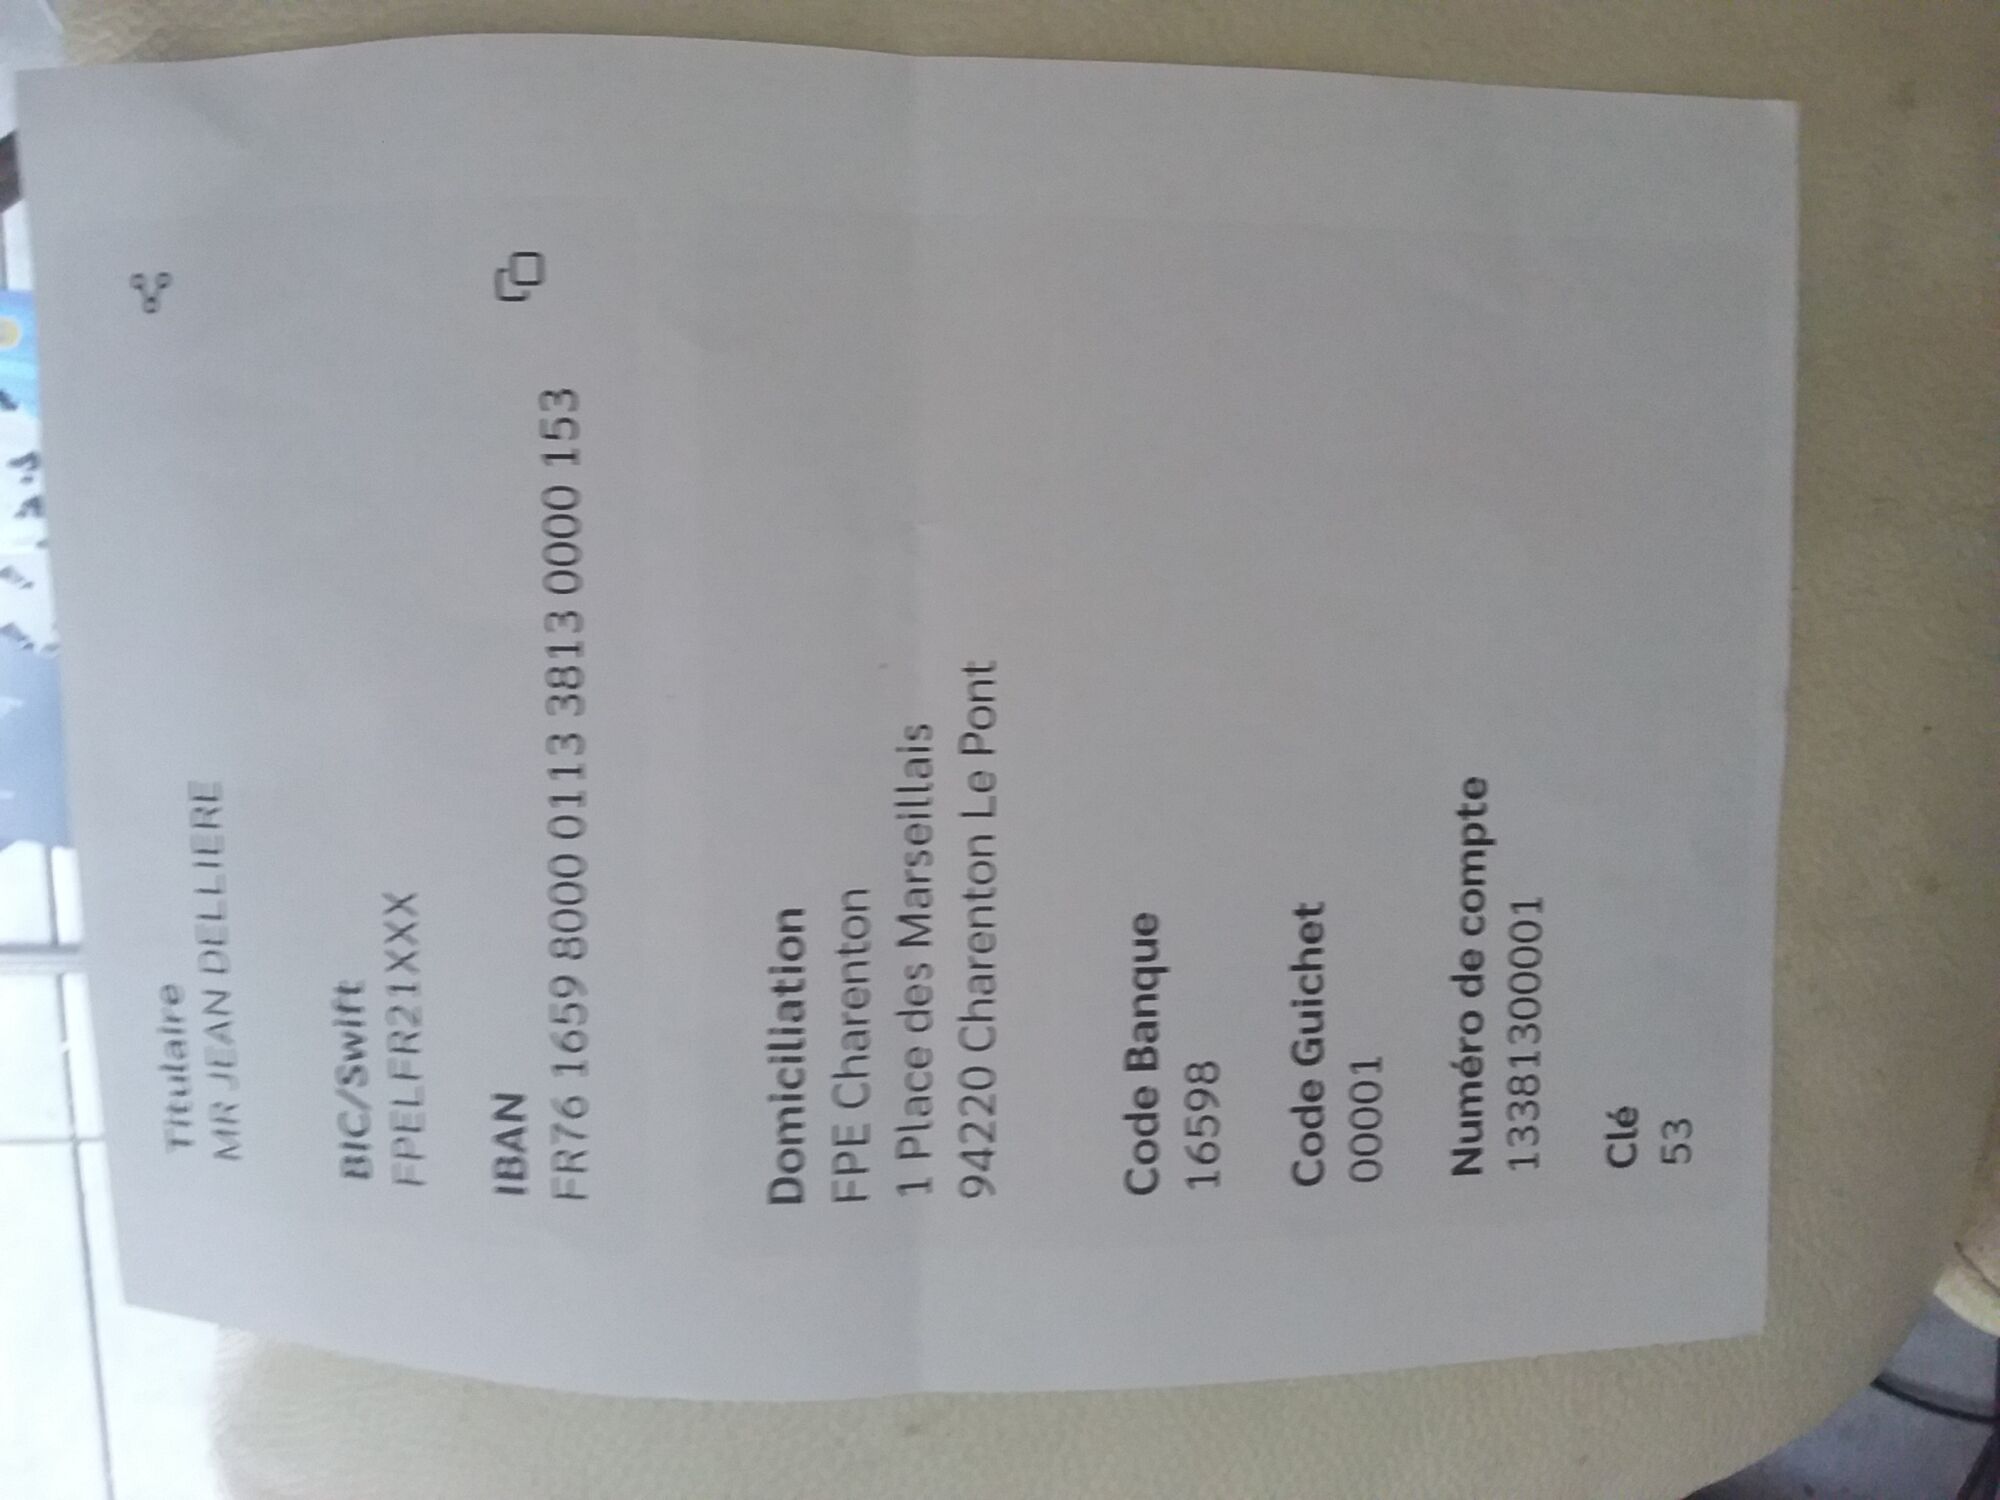 Titulaire
MR JEAN DELLIERE
BIC/Swift
FPELFR21XXX
IBAN
FR76 1659 8000 0113 3813 0000 153
Domiciliation
FPE Charenton
1 Place des Marseillais
94220 Charenton Le Pont
Code Banque
16598
Code Guichet
00001
Numéro de compte
13381300001
Clé
53